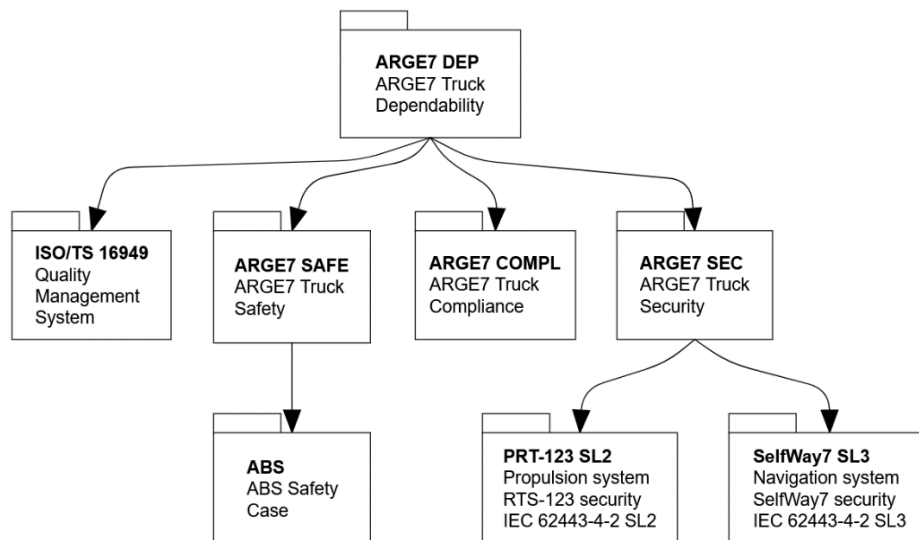 ARGE7 DEP
ARGE7 Truck
Dependability
ISO/TS 16949
Quality
Management
System
ARGE7 SAFE
ARGE7 Truck
Safety
ARGE7 COMPL
ARGE7 Truck
Compliance
ARGE7 SEC
ARGE7 Truck
Security
ABS
ABS Safety
Case
PRT-123 SL2
Propulsion system
RTS-123 security
IEC 62443-4-2 SL2
SelfWay7 SL3
Navigation system
SelfWay7 security
IEC 62443-4-2 SL3